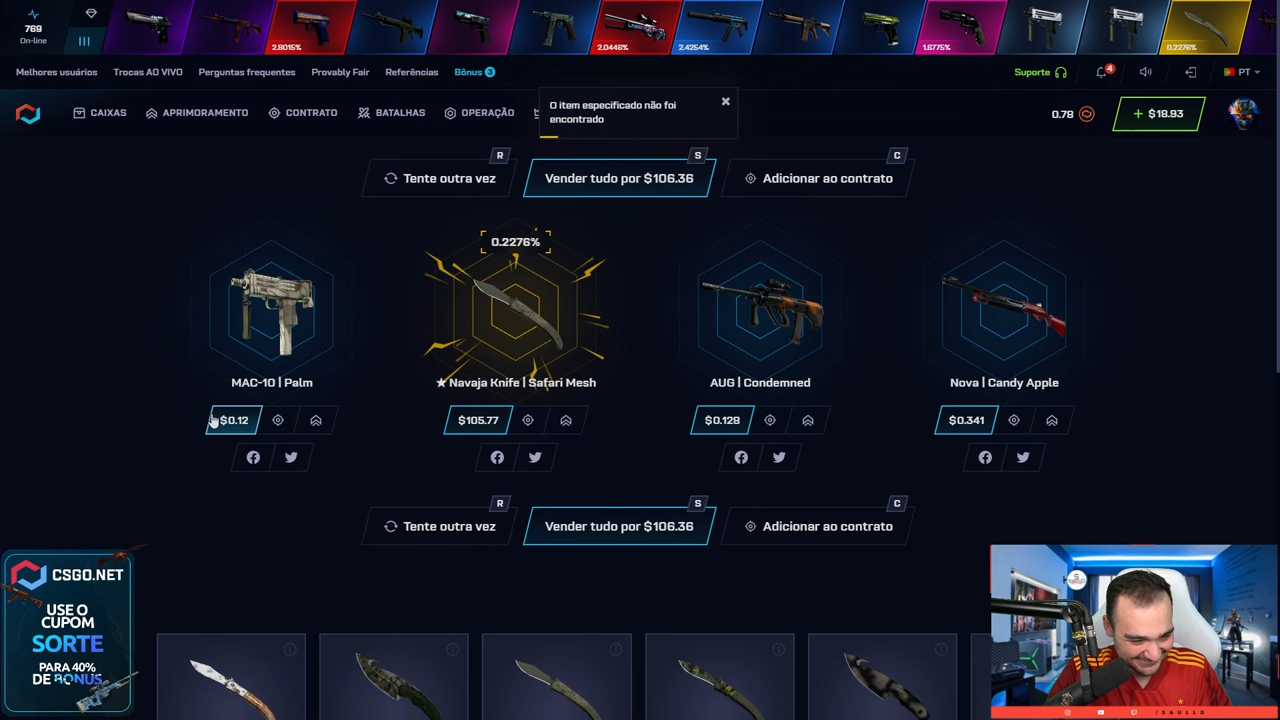 769
On-line
2.8015%
2.0446%
2.4254%
1.6775%
0.2276%
Melhores usuários
Trocas AO VIVO
Perguntas frequentes
Provably Fair
Referências
Bônus 3
Suporte
4
PT
CAIXAS
APRIMORAMENTO
CONTRATO
BATALHAS
OPERAÇÃO
O item especificado não foi
encontrado
0.78
+ $18.93
R
Tente outra vez
S
Vender tudo por $106.36
C
Adicionar ao contrato
0.2276%
MAC-10 | Palm
★ Navaja Knife | Safari Mesh
AUG | Condemned
Nova | Candy Apple
$0.12
$105.77
$0.128
$0.341
R
Tente outra vez
S
Vender tudo por $106.36
C
Adicionar ao contrato
CSGO.NET
USE O
CUPOM
SORTE
PARA 40%
DE BONUS
/SAULLO